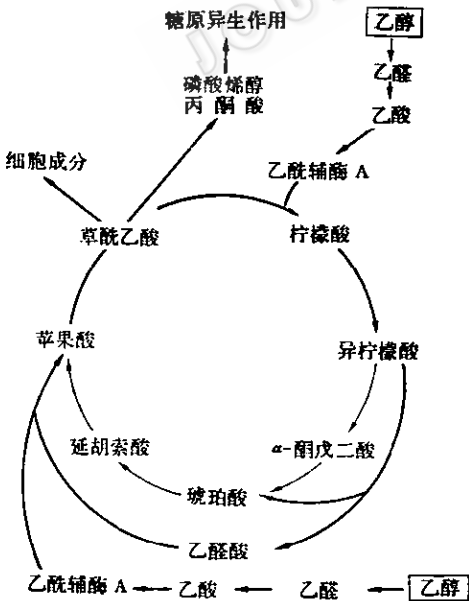 糖原异生作用
乙醇
乙醛
磷酸烯醇
丙酮酸
乙酸
细胞成分
乙酰辅酶 A
草酰乙酸
柠檬酸
苹果酸
异柠檬酸
延胡索酸
α-酮戊二酸
琥珀酸
乙醛酸
乙酰辅酶 A
乙酸
乙醛
乙醇